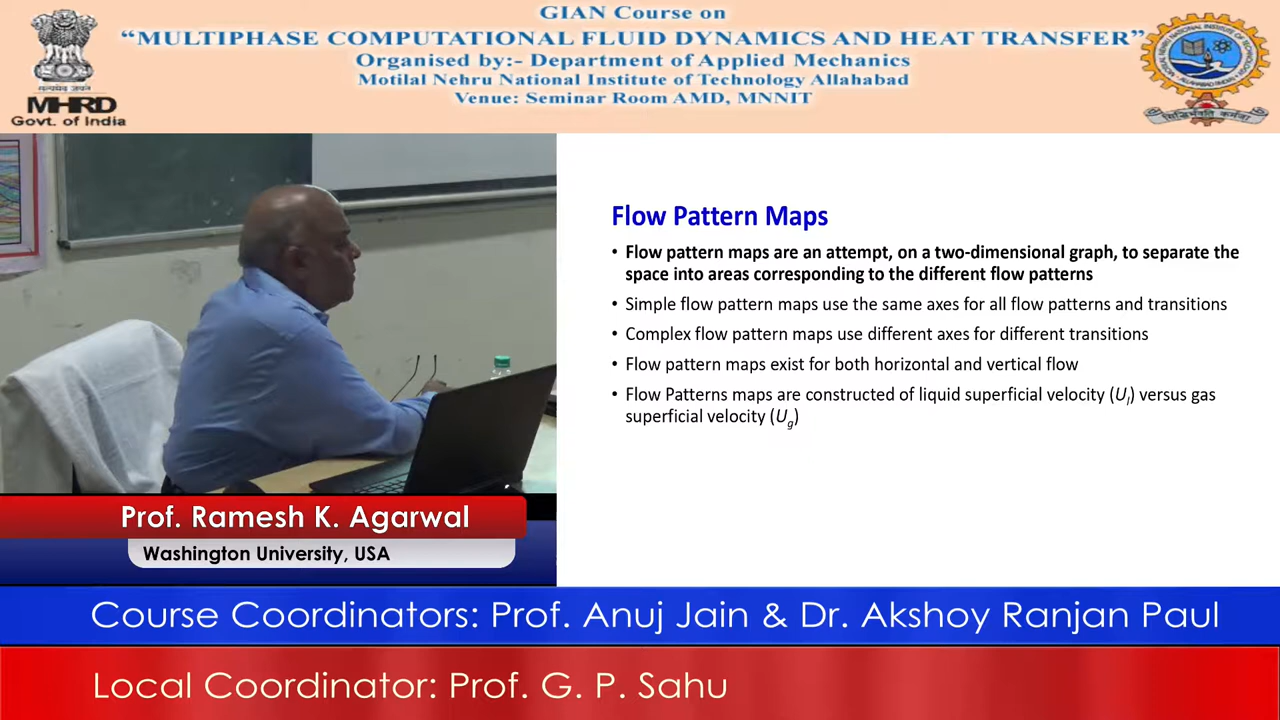 GIAN Course on
“MULTIPHASE COMPUTATIONAL FLUID DYNAMICS AND HEAT TRANSFER”
Organised by:- Department of Applied Mechanics
Motilal Nehru National Institute of Technology Allahabad
Venue: Seminar Room AMD, MNNIT
सत्यमेव जयते
MHRD
Govt. of India
Flow Pattern Maps
• Flow pattern maps are an attempt, on a two-dimensional graph, to separate the
space into areas corresponding to the different flow patterns
• Simple flow pattern maps use the same axes for all flow patterns and transitions
• Complex flow pattern maps use different axes for different transitions
• Flow pattern maps exist for both horizontal and vertical flow
• Flow Patterns maps are constructed of liquid superficial velocity (Ul) versus gas
superficial velocity (Ug)
Prof. Ramesh K. Agarwal
Washington University, USA
Course Coordinators: Prof. Anuj Jain & Dr. Akshoy Ranjan Paul
Local Coordinator: Prof. G. P. Sahu